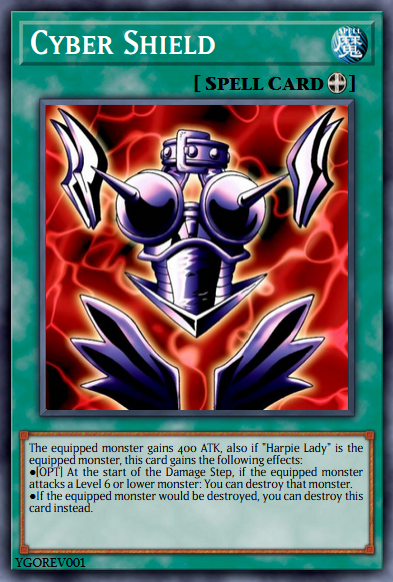 Cyber Shield
SPELL
魔
[ Spell Card ]
The equipped monster gains 400 ATK, also if "Harpie Lady" is the
equipped monster, this card gains the following effects:
●[OPT] At the start of the Damage Step, if the equipped monster
attacks a Level 6 or lower monster: You can destroy that monster.
●If the equipped monster would be destroyed, you can destroy this
card instead.
YGOREV001